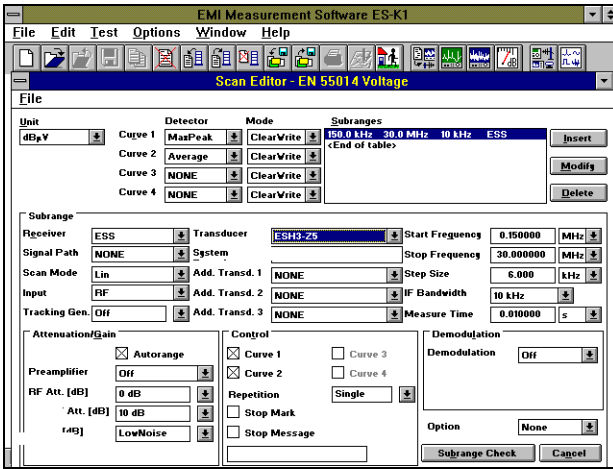 EMI Measurement Software ES-K1
File Edit Test Options Window Help
Scan Editor - EN 55014 Voltage
File
Unit Detector Mode Subranges
dBµV Curve 1 MaxPeak ClearWrite 150.0 kHz 30.0 MHz 10 kHz ESS Insert
Curve 2 Average ClearWrite <End of table>
Curve 3 NONE ClearWrite Modify
Curve 4 NONE ClearWrite Delete
Subrange
Receiver ESS Transducer ESH3-Z5 Start Frequency 0.150000 MHz
Signal Path NONE System Stop Frequency 30.000000 MHz
Scan Mode Lin Add. Transd. 1 NONE Step Size 6.000 kHz
Input RF Add. Transd. 2 NONE IF Bandwidth 10 kHz
Tracking Gen. Off Add. Transd. 3 NONE Measure Time 0.010000 s
Attenuation/Gain Control Demodulation
Autorange Curve 1 Curve 3 Demodulation Off
Preamplifier Off Curve 2 Curve 4
RF Att. [dB] 0 dB Repetition Single
Att. [dB] 10 dB Stop Mark Option None
[dB] LowNoise Stop Message
Subrange Check Cancel